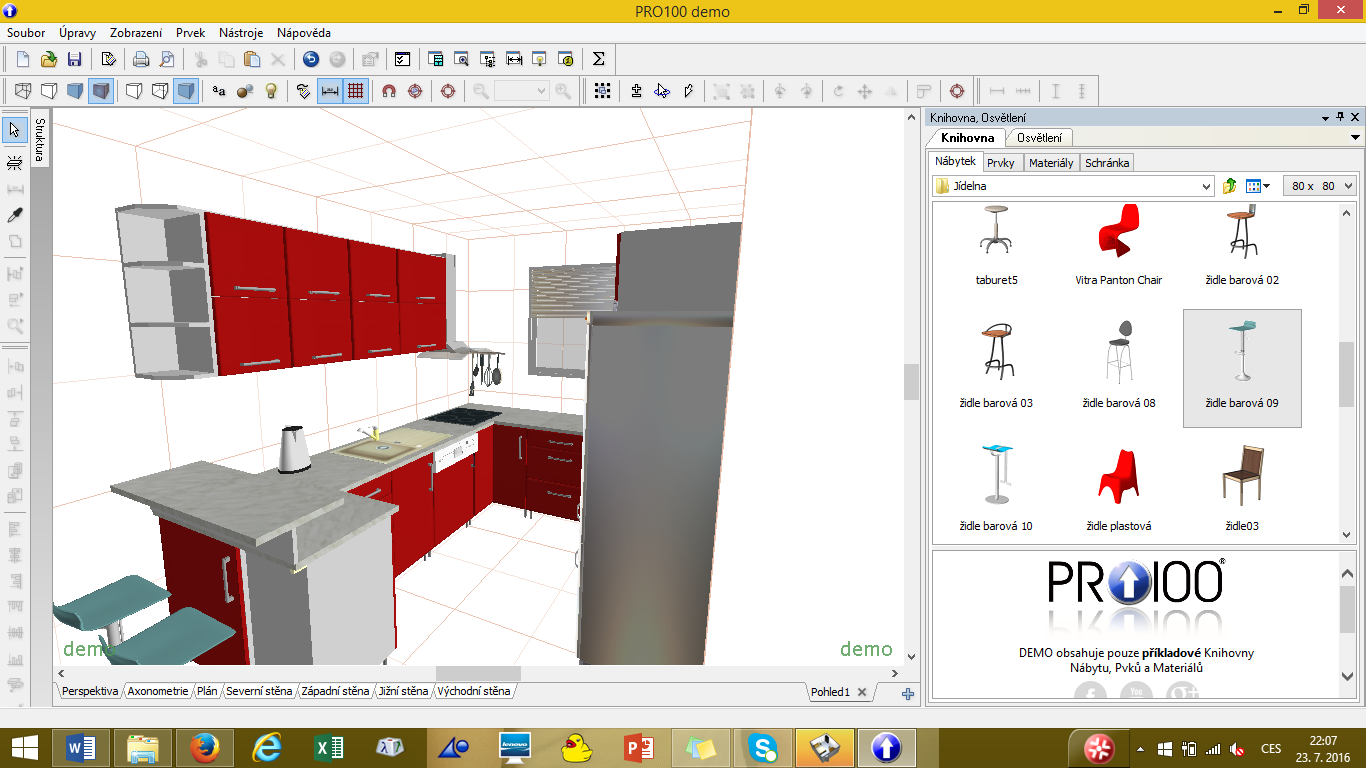 PRO100 demo
Soubor Úpravy Zobrazení Prvek Nástroje Nápověda
Struktura
Knihovna, Osvětlení
Knihovna Osvětlení
Nábytek Prvky Materiály Schránka
Jídelna 80 x 80
taburet5 Vitra Panton Chair židle barová 02
židle barová 03 židle barová 08 židle barová 09
židle barová 10 židle plastová židle03
PRO100®
DEMO obsahuje pouze příkladové Knihovny
Nábytu, Pvků a Materiálů
demo demo
Perspektiva Axonometrie Plán Severní stěna Západní stěna Jižní stěna Východní stěna Pohled1
lenovo
CES
22:07
23. 7. 2016